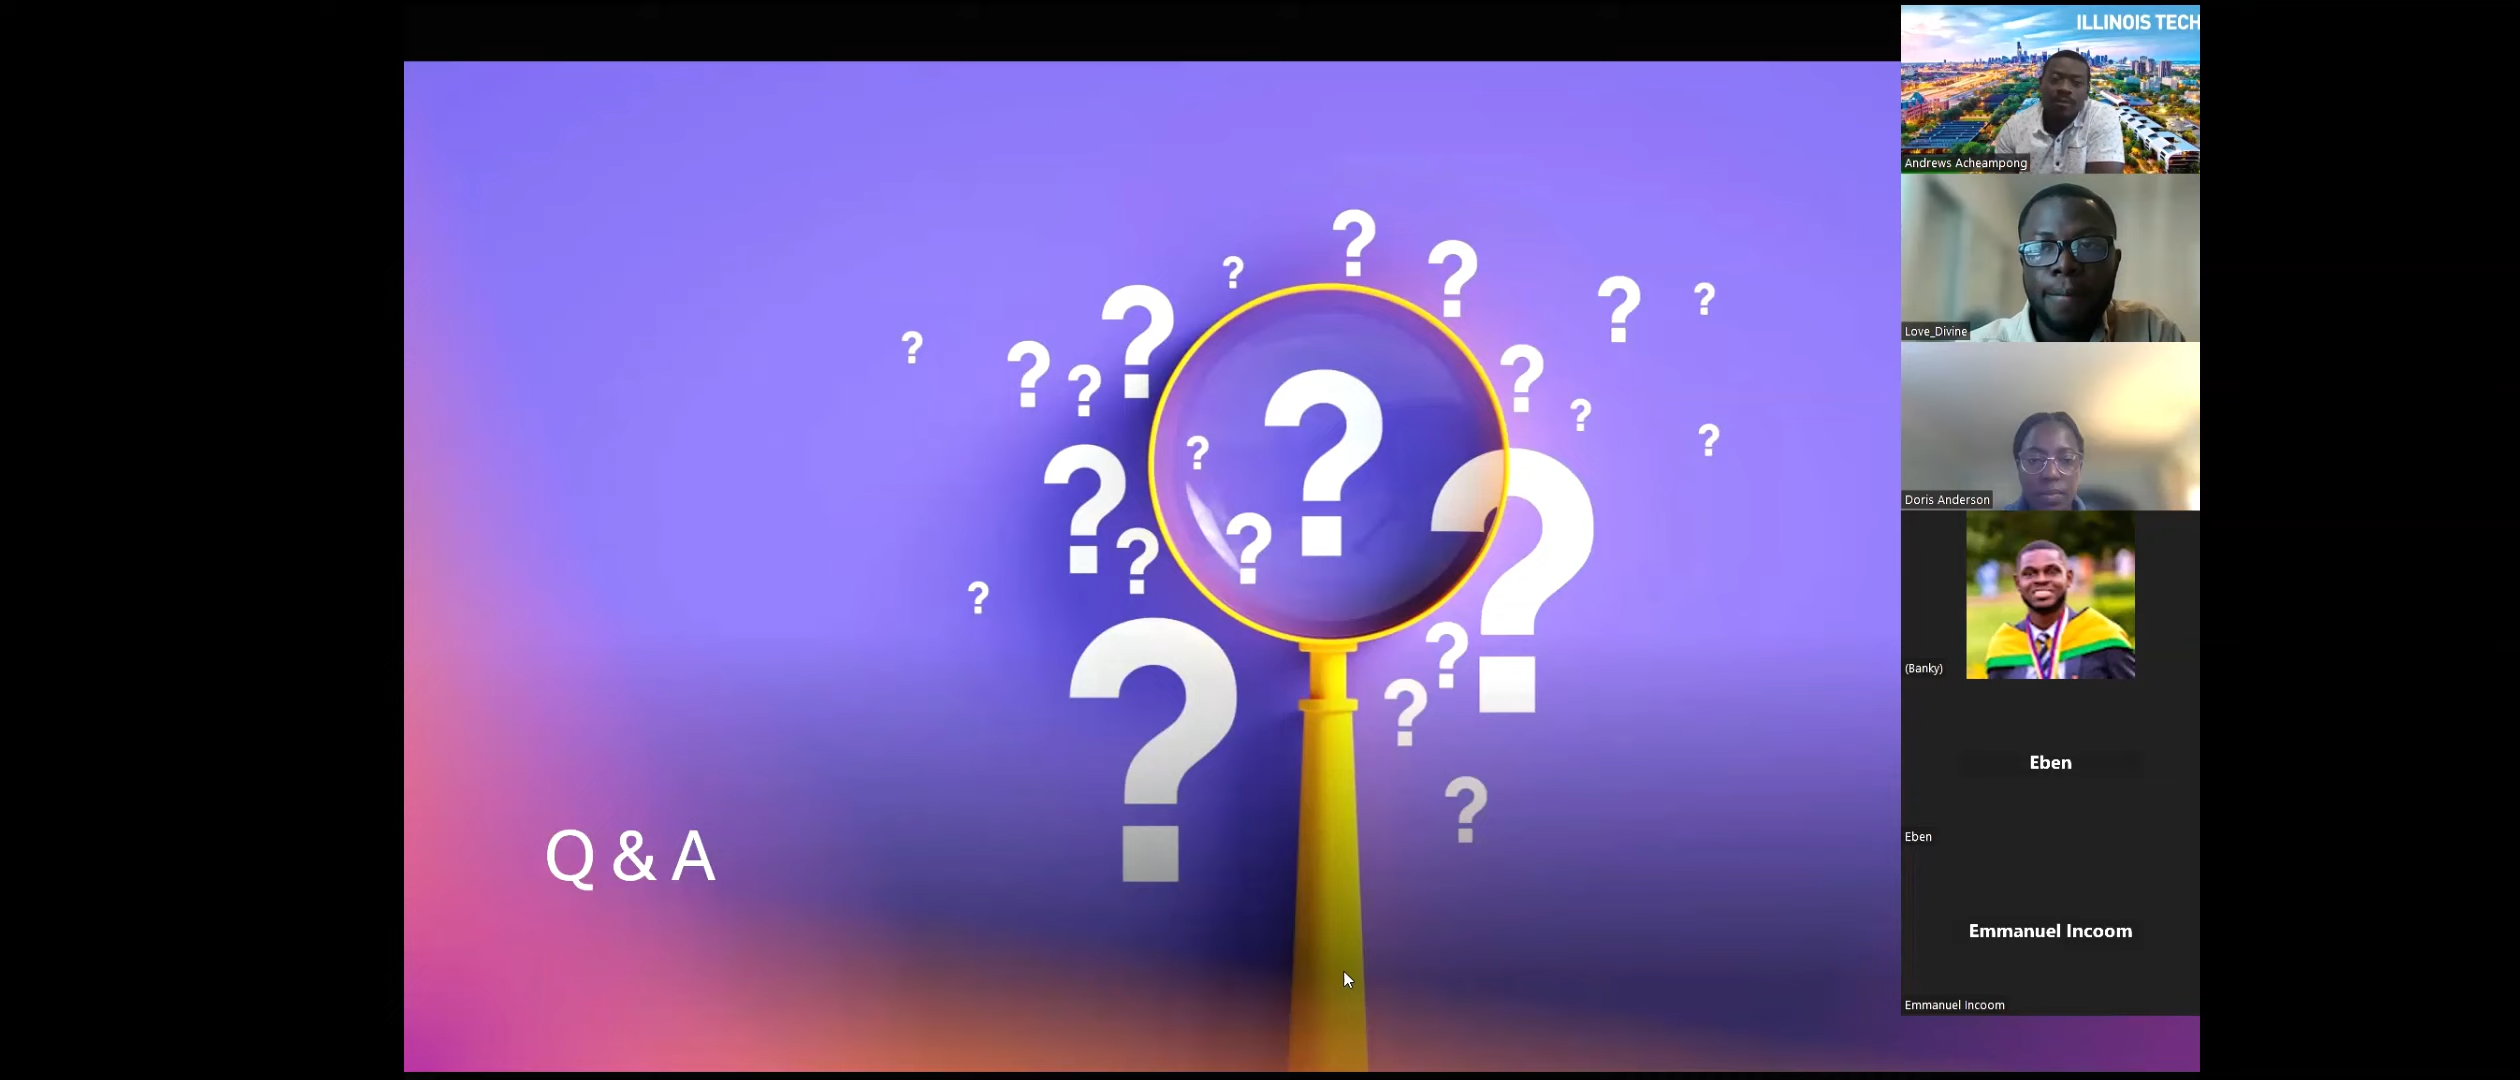 Q & A
ILLINOIS TECH
Andrews Acheampong
Love_Divine
Doris Anderson
(Banky)
Eben
Eben
Emmanuel Incoom
Emmanuel Incoom